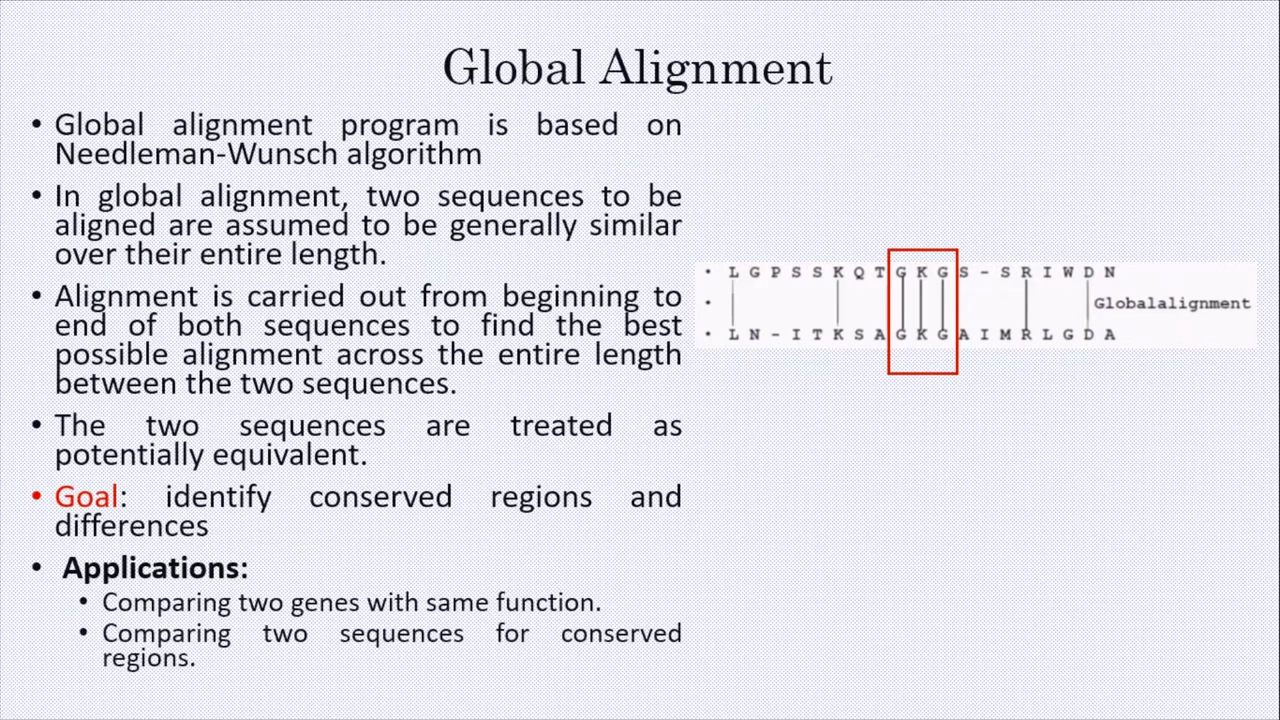 Global Alignment
• Global alignment program is based on
Needleman-Wunsch algorithm
• In global alignment, two sequences to be
aligned are assumed to be generally similar
over their entire length.
• Alignment is carried out from beginning to
end of both sequences to find the best
possible alignment across the entire length
between the two sequences.
• The two sequences are treated as
potentially equivalent.
• Goal: identify conserved regions and
differences
• Applications:
• Comparing two genes with same function.
• Comparing two sequences for conserved
regions.
• L G P S S K Q T G K G S - S R I W D N
• Globalalignment
• L N - I T K S A G K G A I M R L G D A